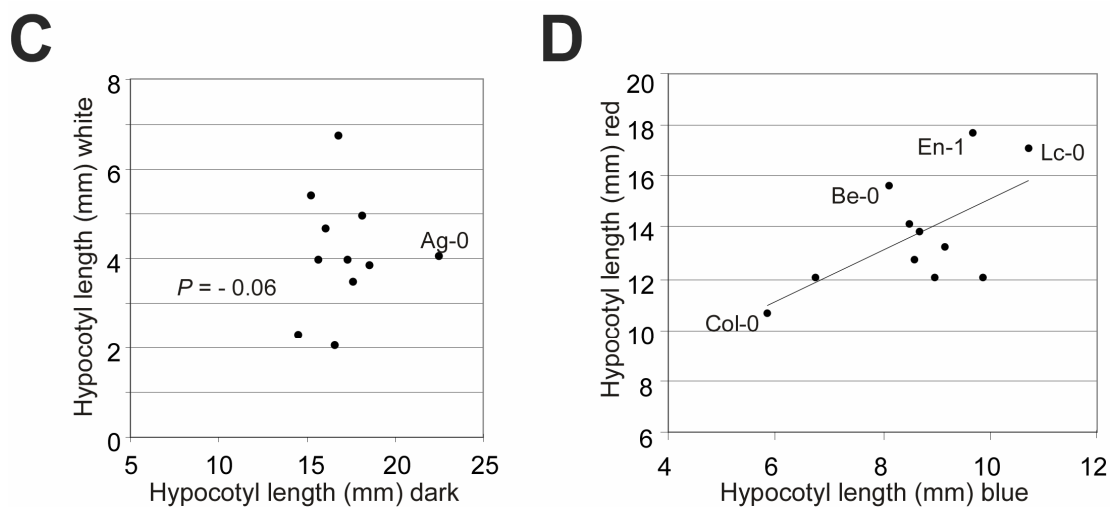 C
Hypocotyl length (mm) white
8
6
4
2
0
Ag-0
P = - 0.06
5 10 15 20 25
Hypocotyl length (mm) dark
D
Hypocotyl length (mm) red
20
18
16
14
12
10
8
6
En-1
Lc-0
Be-0
Col-0
4 6 8 10 12
Hypocotyl length (mm) blue